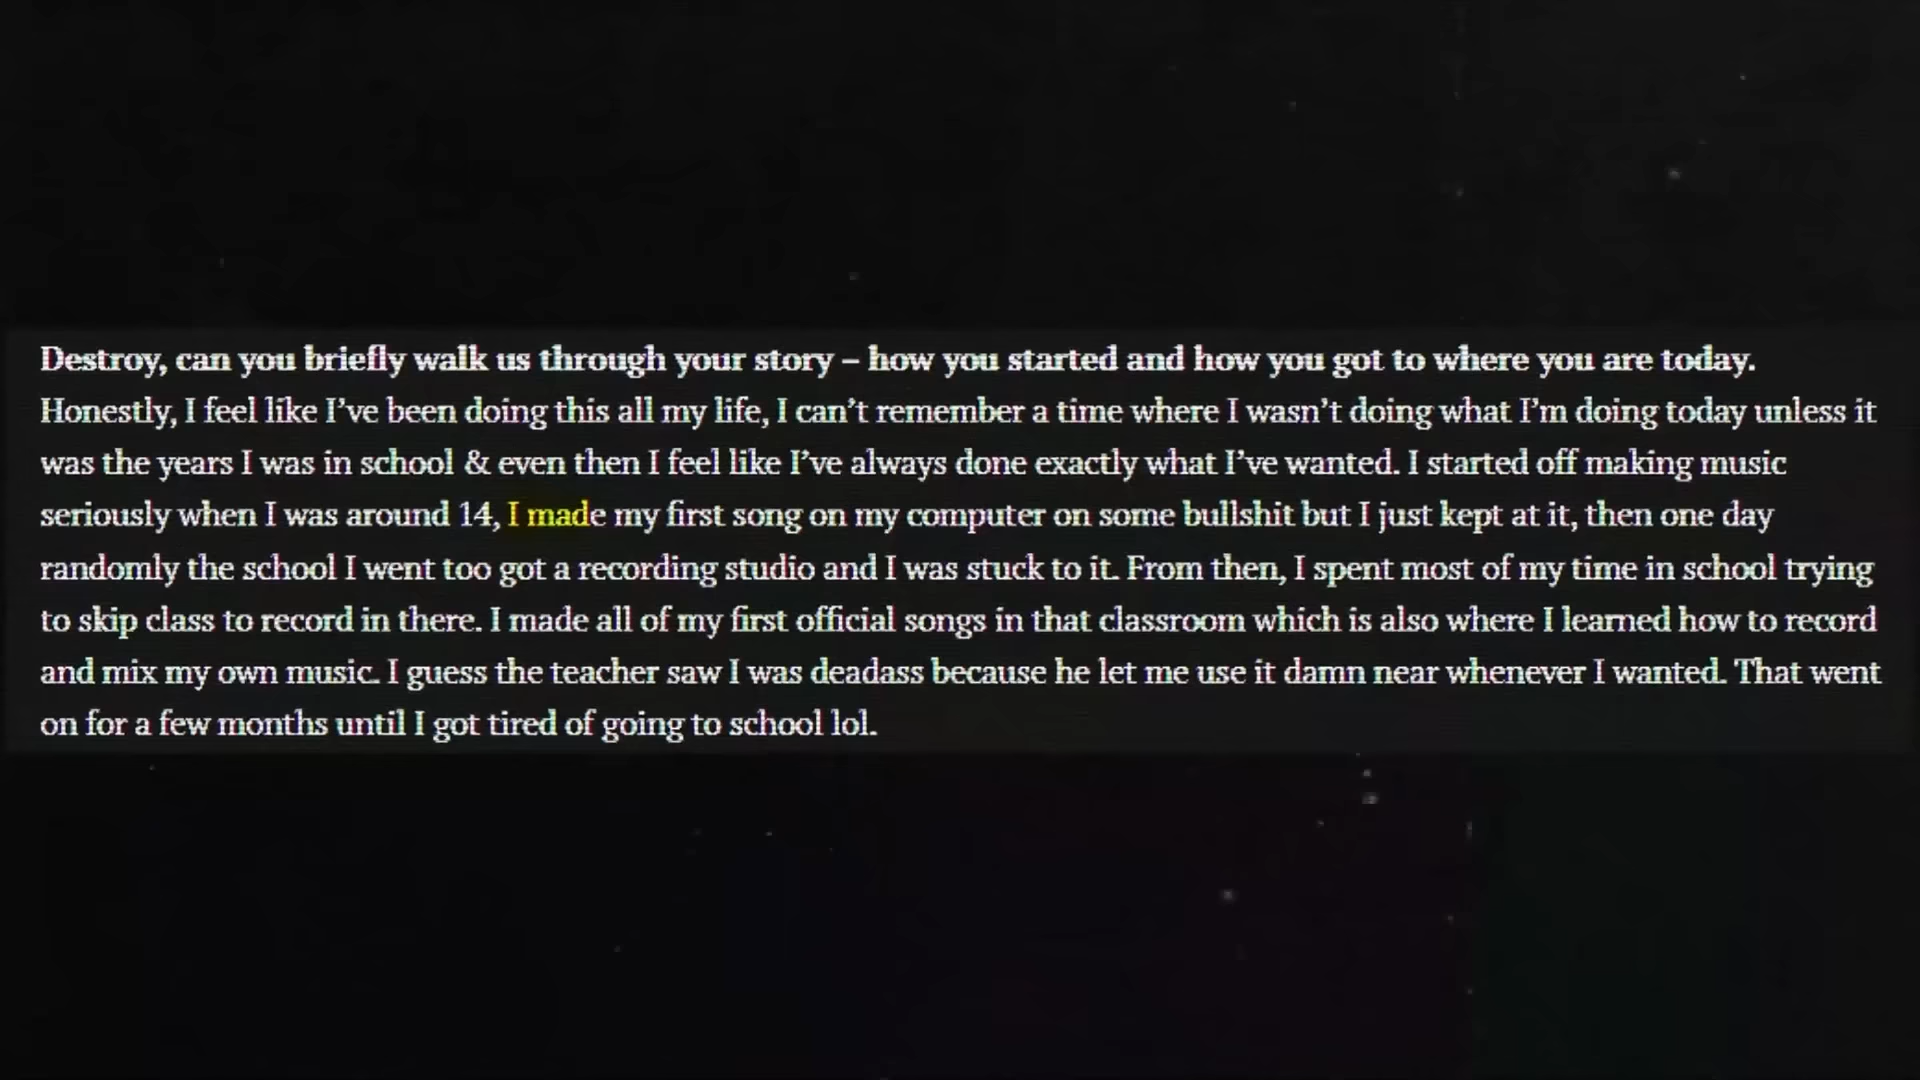 Destroy, can you briefly walk us through your story – how you started and how you got to where you are today.
Honestly, I feel like I’ve been doing this all my life, I can’t remember a time where I wasn’t doing what I’m doing today unless it
was the years I was in school & even then I feel like I’ve always done exactly what I’ve wanted. I started off making music
seriously when I was around 14, I made my first song on my computer on some bullshit but I just kept at it, then one day
randomly the school I went too got a recording studio and I was stuck to it. From then, I spent most of my time in school trying
to skip class to record in there. I made all of my first official songs in that classroom which is also where I learned how to record
and mix my own music. I guess the teacher saw I was deadass because he let me use it damn near whenever I wanted. That went
on for a few months until I got tired of going to school lol.